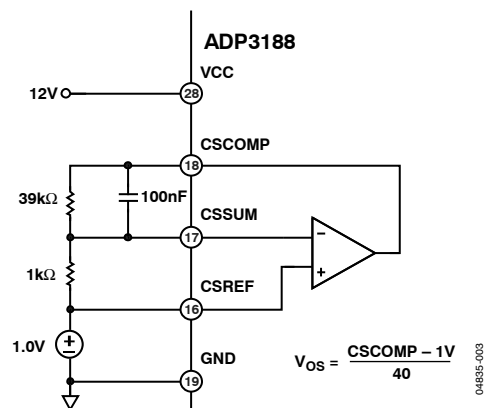 ADP3188
VCC
12V
28
CSCOMP
18
39kΩ
100nF
CSSUM
17
1kΩ
CSREF
16
1.0V
GND
19
VOS = CSCOMP – 1V
40
04835-003